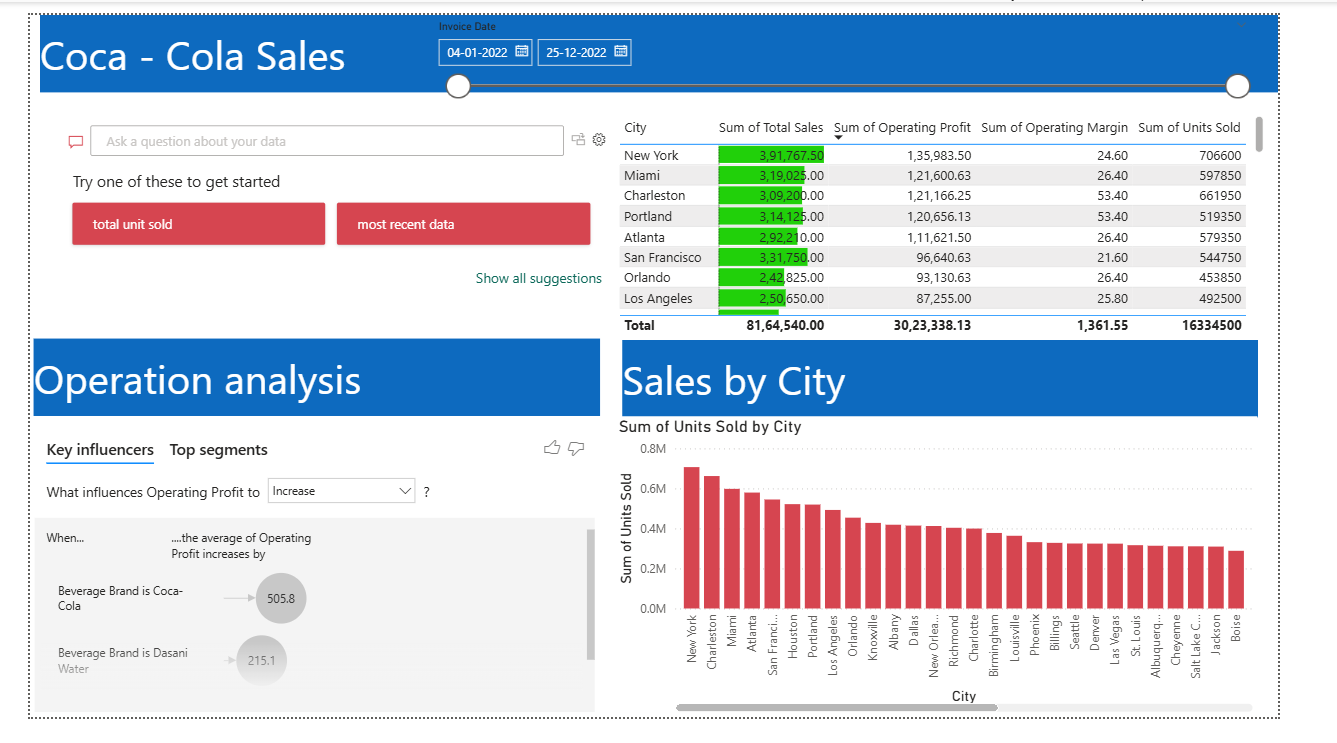 Coca - Cola Sales
Invoice Date
04-01-2022 25-12-2022
Ask a question about your data
Try one of these to get started
total unit sold
most recent data
Show all suggestions
City Sum of Total Sales Sum of Operating Profit Sum of Operating Margin Sum of Units Sold
New York 3,91,767.50 1,35,983.50 24.60 706600
Miami 3,19,025.00 1,21,600.63 26.40 597850
Charleston 3,09,200.00 1,21,166.25 53.40 661950
Portland 3,14,125.00 1,20,656.13 53.40 519350
Atlanta 2,92,210.00 1,11,621.50 26.40 579350
San Francisco 3,31,750.00 96,640.63 21.60 544750
Orlando 2,42,825.00 93,130.63 26.40 453850
Los Angeles 2,50,650.00 87,255.00 25.80 492500
Total 81,64,540.00 30,23,338.13 1,361.55 16334500
Operation analysis
Key influencers Top segments
What influences Operating Profit to Increase ?
When...
....the average of Operating
Profit increases by
Beverage Brand is Coca-
Cola
505.8
Beverage Brand is Dasani
Water
215.1
Sales by City
Sum of Units Sold by City
Sum of Units Sold
0.8M
0.6M
0.4M
0.2M
0.0M
New York
Charleston
Miami
Atlanta
San Franci...
Houston
Portland
Los Angeles
Orlando
Knoxville
Albany
Dallas
New Orlea...
Richmond
Charlotte
Birmingham
Louisville
Phoenix
Billings
Seattle
Denver
Las Vegas
St. Louis
Albuquerq...
Cheyenne
Salt Lake C...
Jackson
Boise
City